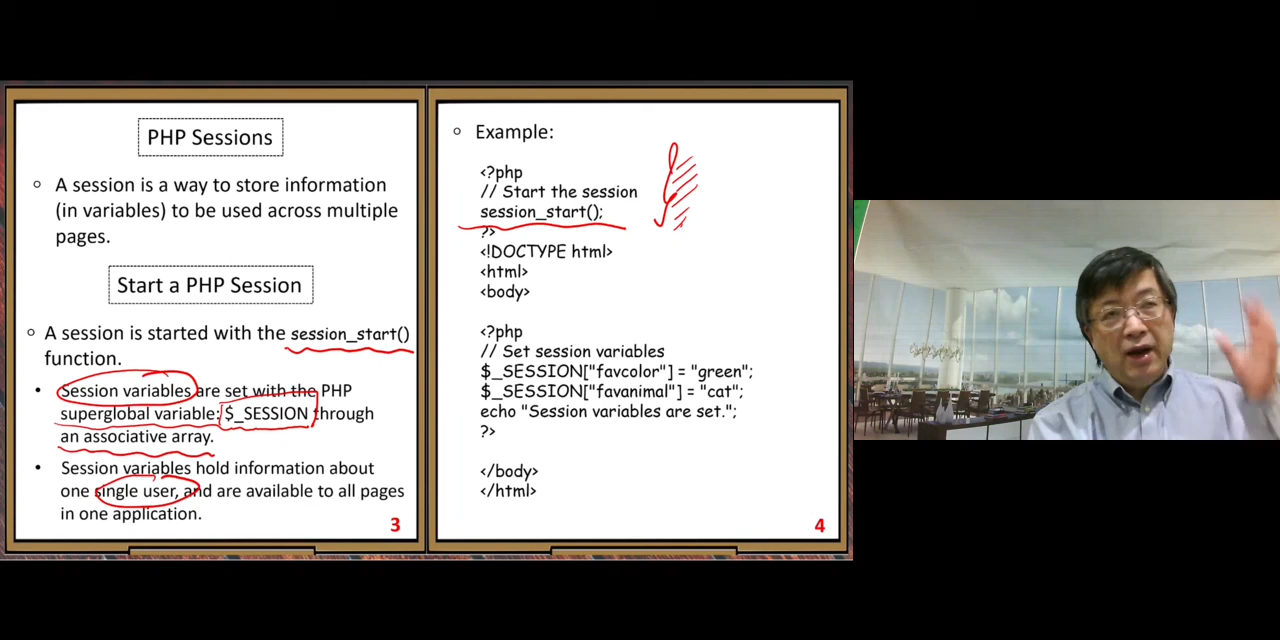 PHP Sessions
A session is a way to store information
(in variables) to be used across multiple
pages.
Start a PHP Session
A session is started with the session_start()
function.
Session variables are set with the PHP
superglobal variable: $_SESSION through
an associative array.
Session variables hold information about
one single user, and are available to all pages
in one application.
3
Example:
<?php
// Start the session
session_start();
?>
<!DOCTYPE html>
<html>
<body>
<?php
// Set session variables
$_SESSION["favcolor"] = "green";
$_SESSION["favanimal"] = "cat";
echo "Session variables are set.";
?>
</body>
</html>
4